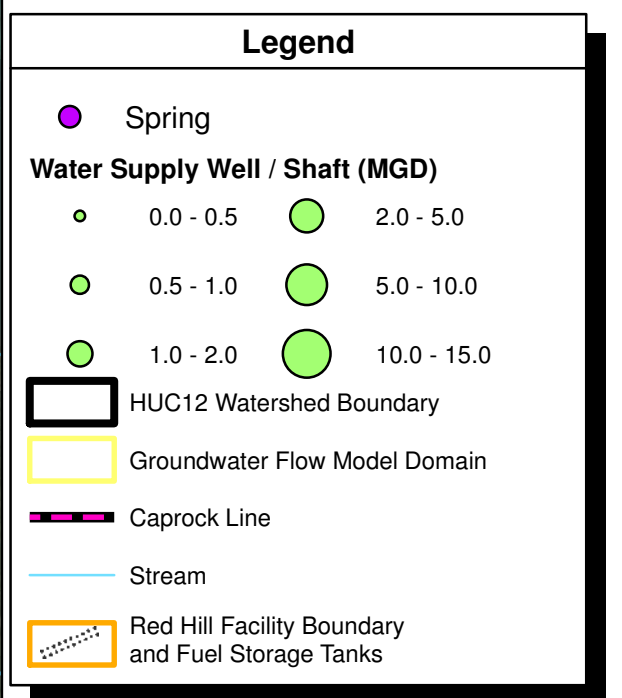 Legend
Spring
Water Supply Well / Shaft (MGD)
0.0 - 0.5 2.0 - 5.0
0.5 - 1.0 5.0 - 10.0
1.0 - 2.0 10.0 - 15.0
HUC12 Watershed Boundary
Groundwater Flow Model Domain
Caprock Line
Stream
Red Hill Facility Boundary
and Fuel Storage Tanks